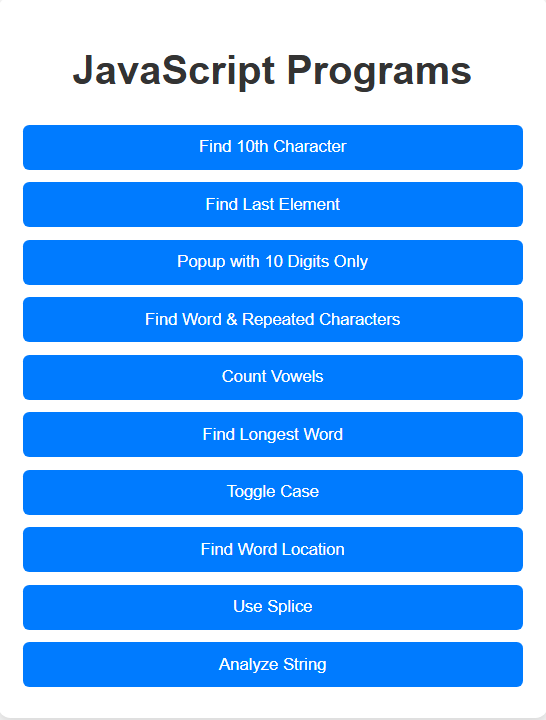 JavaScript Programs
Find 10th Character
Find Last Element
Popup with 10 Digits Only
Find Word & Repeated Characters
Count Vowels
Find Longest Word
Toggle Case
Find Word Location
Use Splice
Analyze String